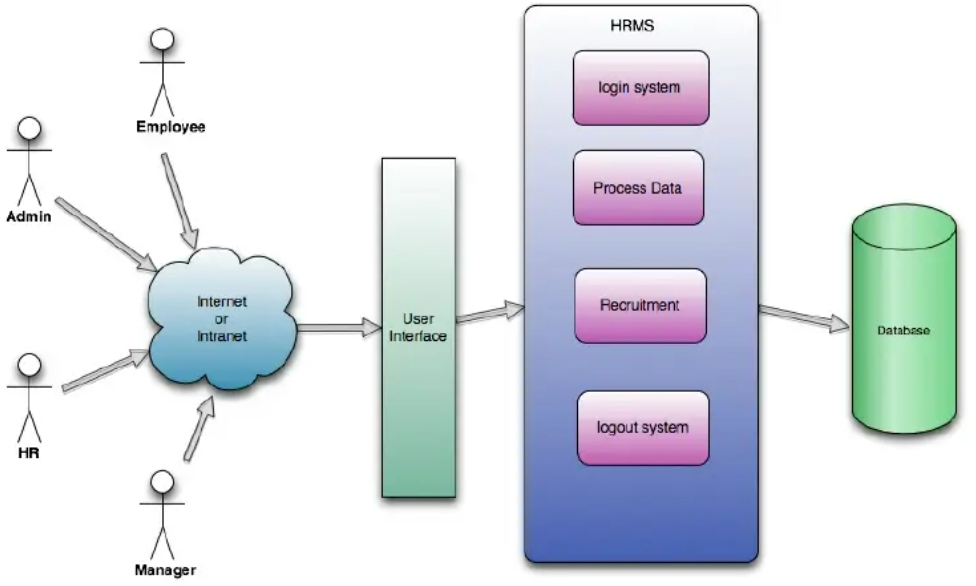 HRMS
login system
Employee
Admin
Process Data
Internet
or
Intranet
Recruitment
User
Interface
Database
HR
logout system
Manager